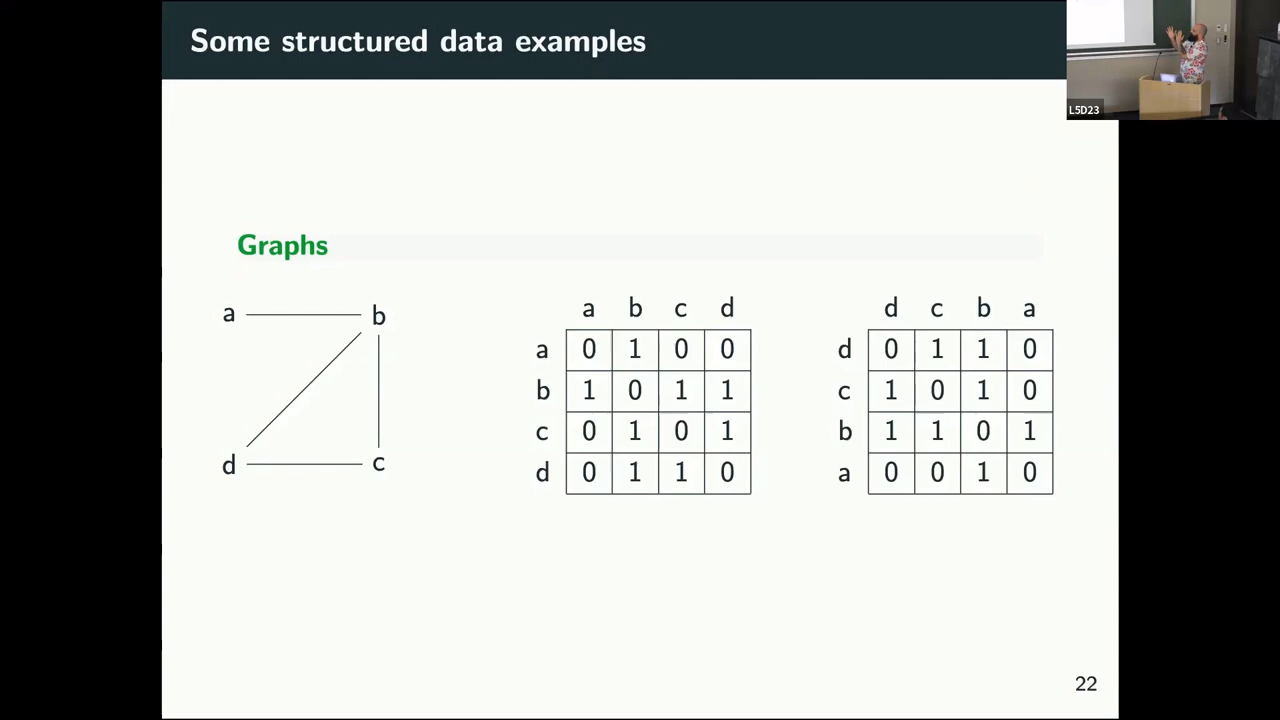 Some structured data examples
L5D23
Graphs
a b
d c
a b c d
a 0 1 0 0
b 1 0 1 1
c 0 1 0 1
d 0 1 1 0
d c b a
d 0 1 1 0
c 1 0 1 0
b 1 1 0 1
a 0 0 1 0
22